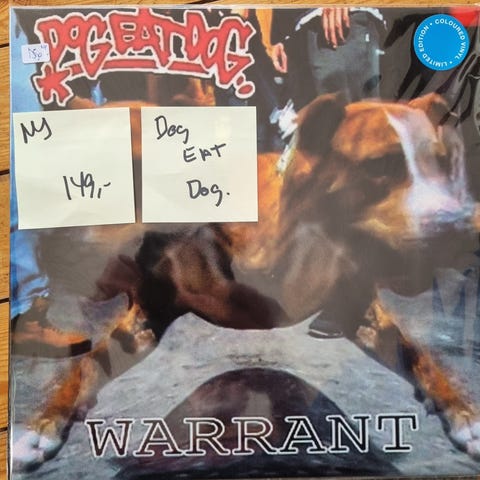 DOG EAT DOG
LIMITED EDITION • COLOURED VINYL •
Ny
149,-
Dog
EAT
Dog.
WARRANT